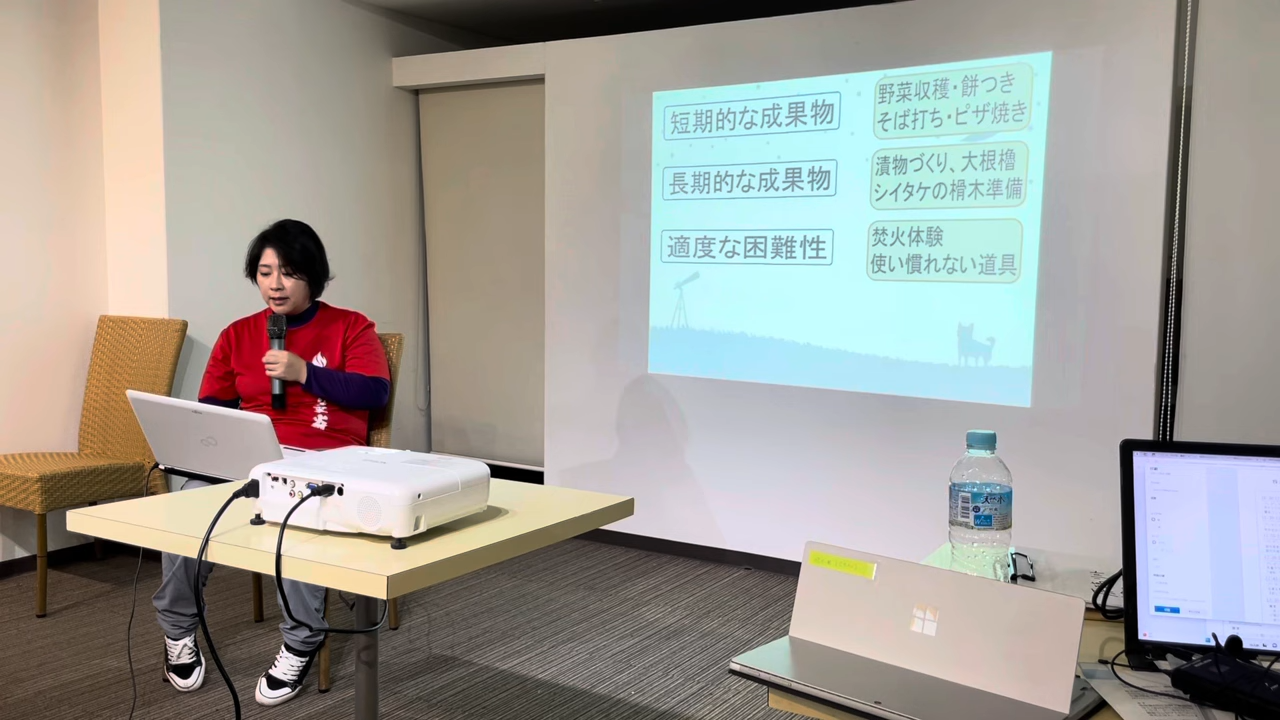 短期的な成果物
野菜収穫・餅つき
そば打ち・ピザ焼き
長期的な成果物
漬物づくり、大根櫓
シイタケの榾木準備
適度な困難性
焚火体験
使い慣れない道具